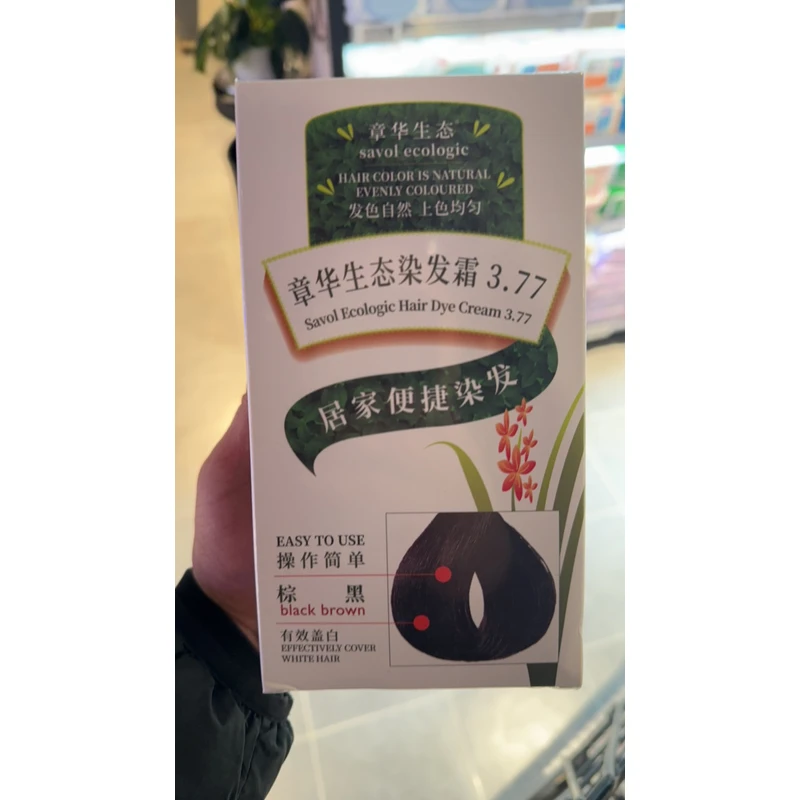 章华生态
savol ecologic
HAIR COLOR IS NATURAL
EVENLY COLOURED
发色自然 上色均匀
章华生态染发霜 3.77
Savol Ecologic Hair Dye Cream 3.77
居家便捷染发
EASY TO USE
操作简单
棕 黑
black brown
有效盖白
EFFECTIVELY COVER
WHITE HAIR